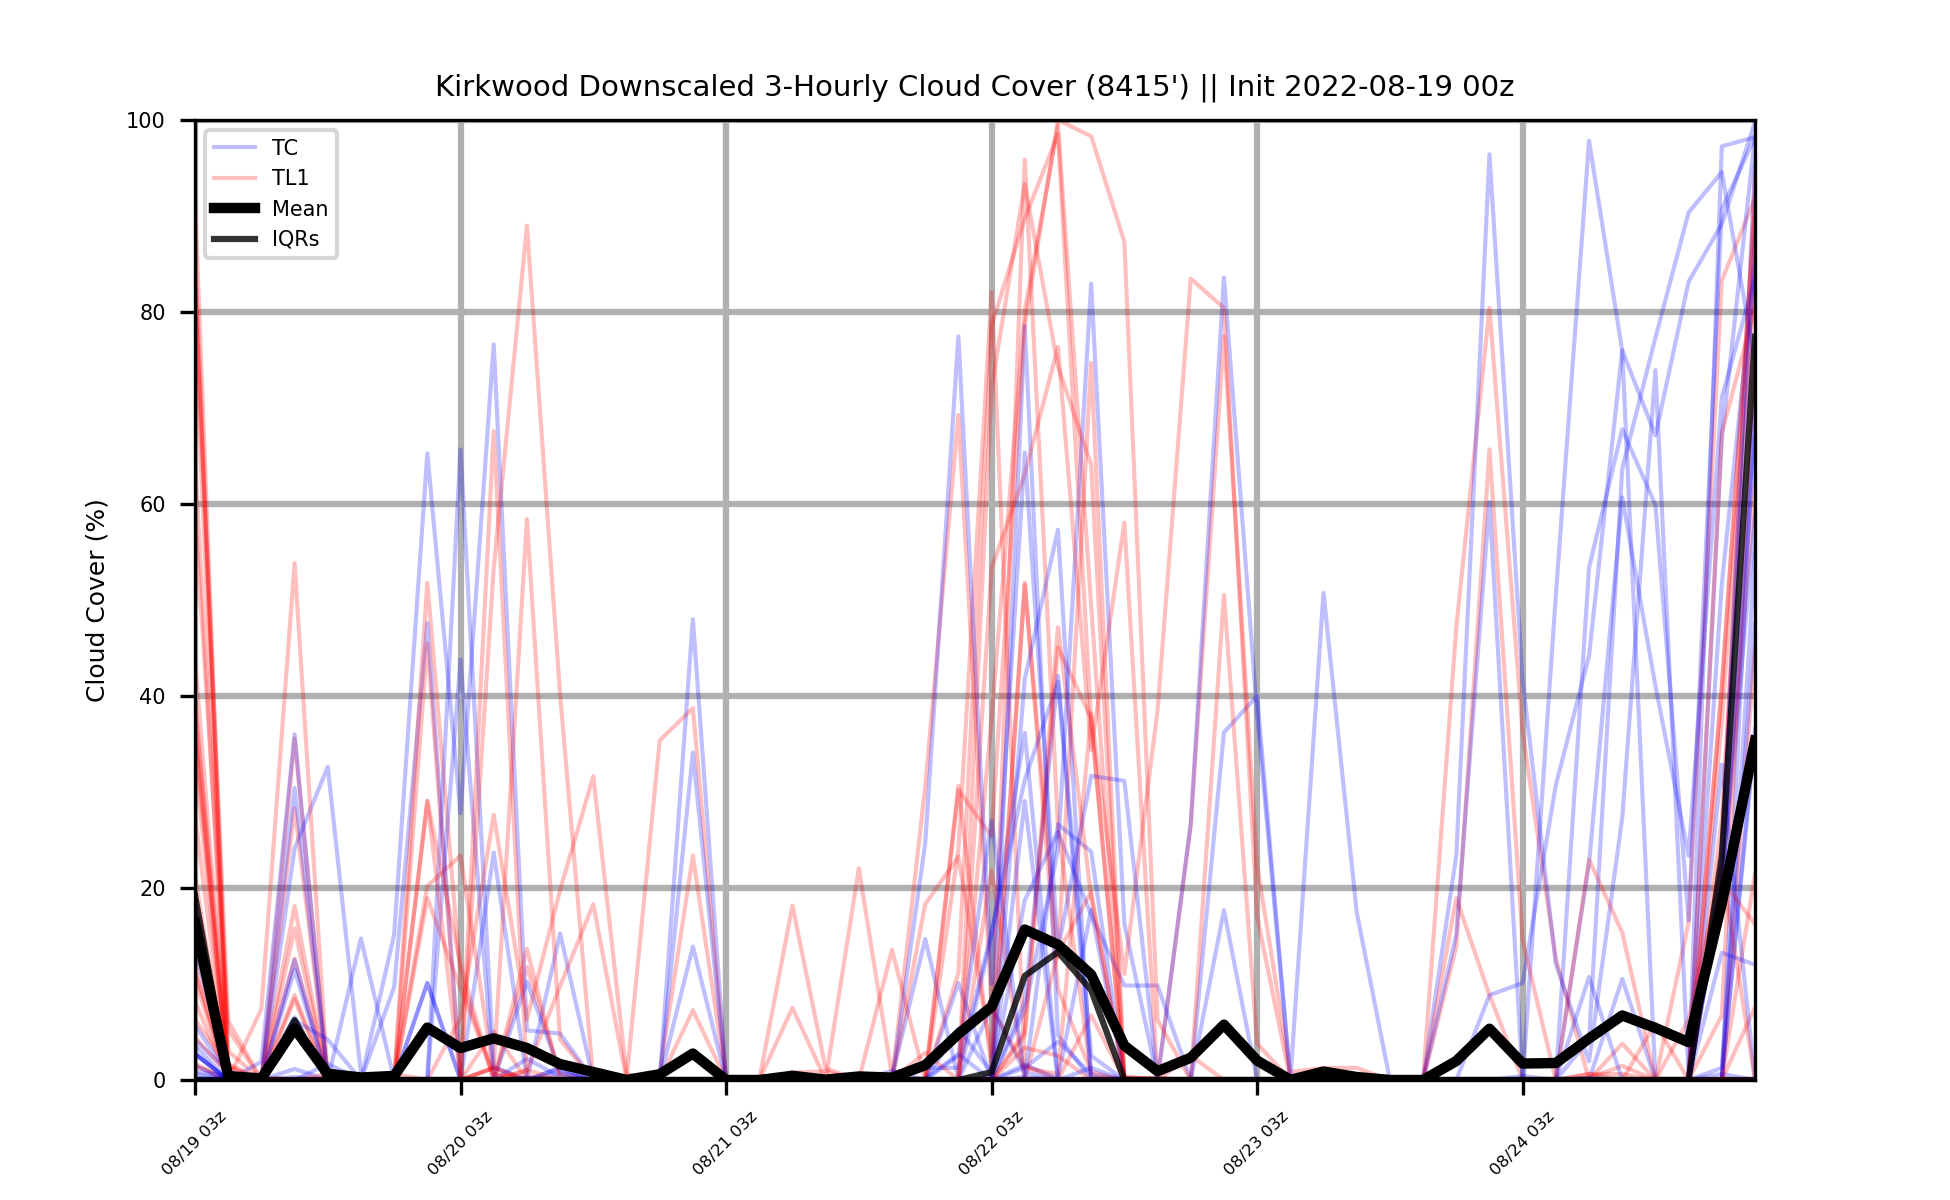 Kirkwood Downscaled 3-Hourly Cloud Cover (8415') || Init 2022-08-19 00z
100
80
60
40
20
0
Cloud Cover (%)
TC
TL1
Mean
IQRs
08/19 03z
08/20 03z
08/21 03z
08/22 03z
08/23 03z
08/24 03z